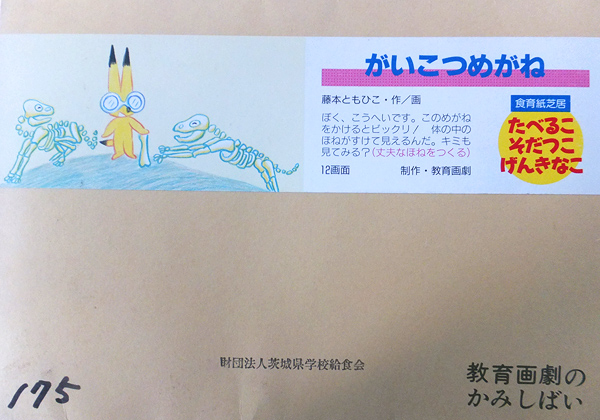 がいこつめがね
藤本ともひこ・作／画
ぼく、こうへいです。このめがね
をかけるとビックリ！ 体の中の
ほねがすけて見えるんだ。キミも
見てみる？(丈夫なほねをつくる)
12画面 制作・教育画劇
食育紙芝居
たべるこ
そだつこ
げんきなこ
財団法人茨城県学校給食会
175
教育画劇の
かみしばい